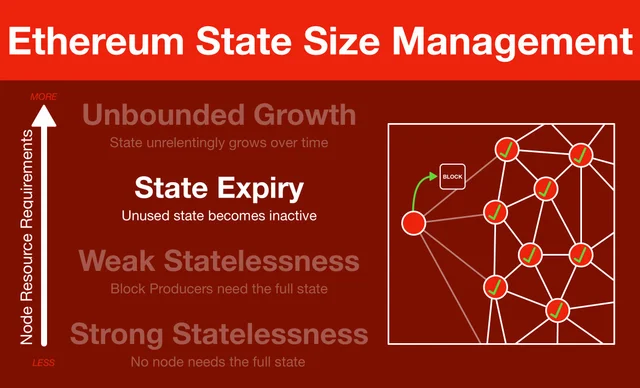 Ethereum State Size Management
MORE
Node Resource Requirements
LESS
Unbounded Growth
State unrelentingly grows over time
State Expiry
Unused state becomes inactive
Weak Statelessness
Block Producers need the full state
Strong Statelessness
No node needs the full state
BLOCK